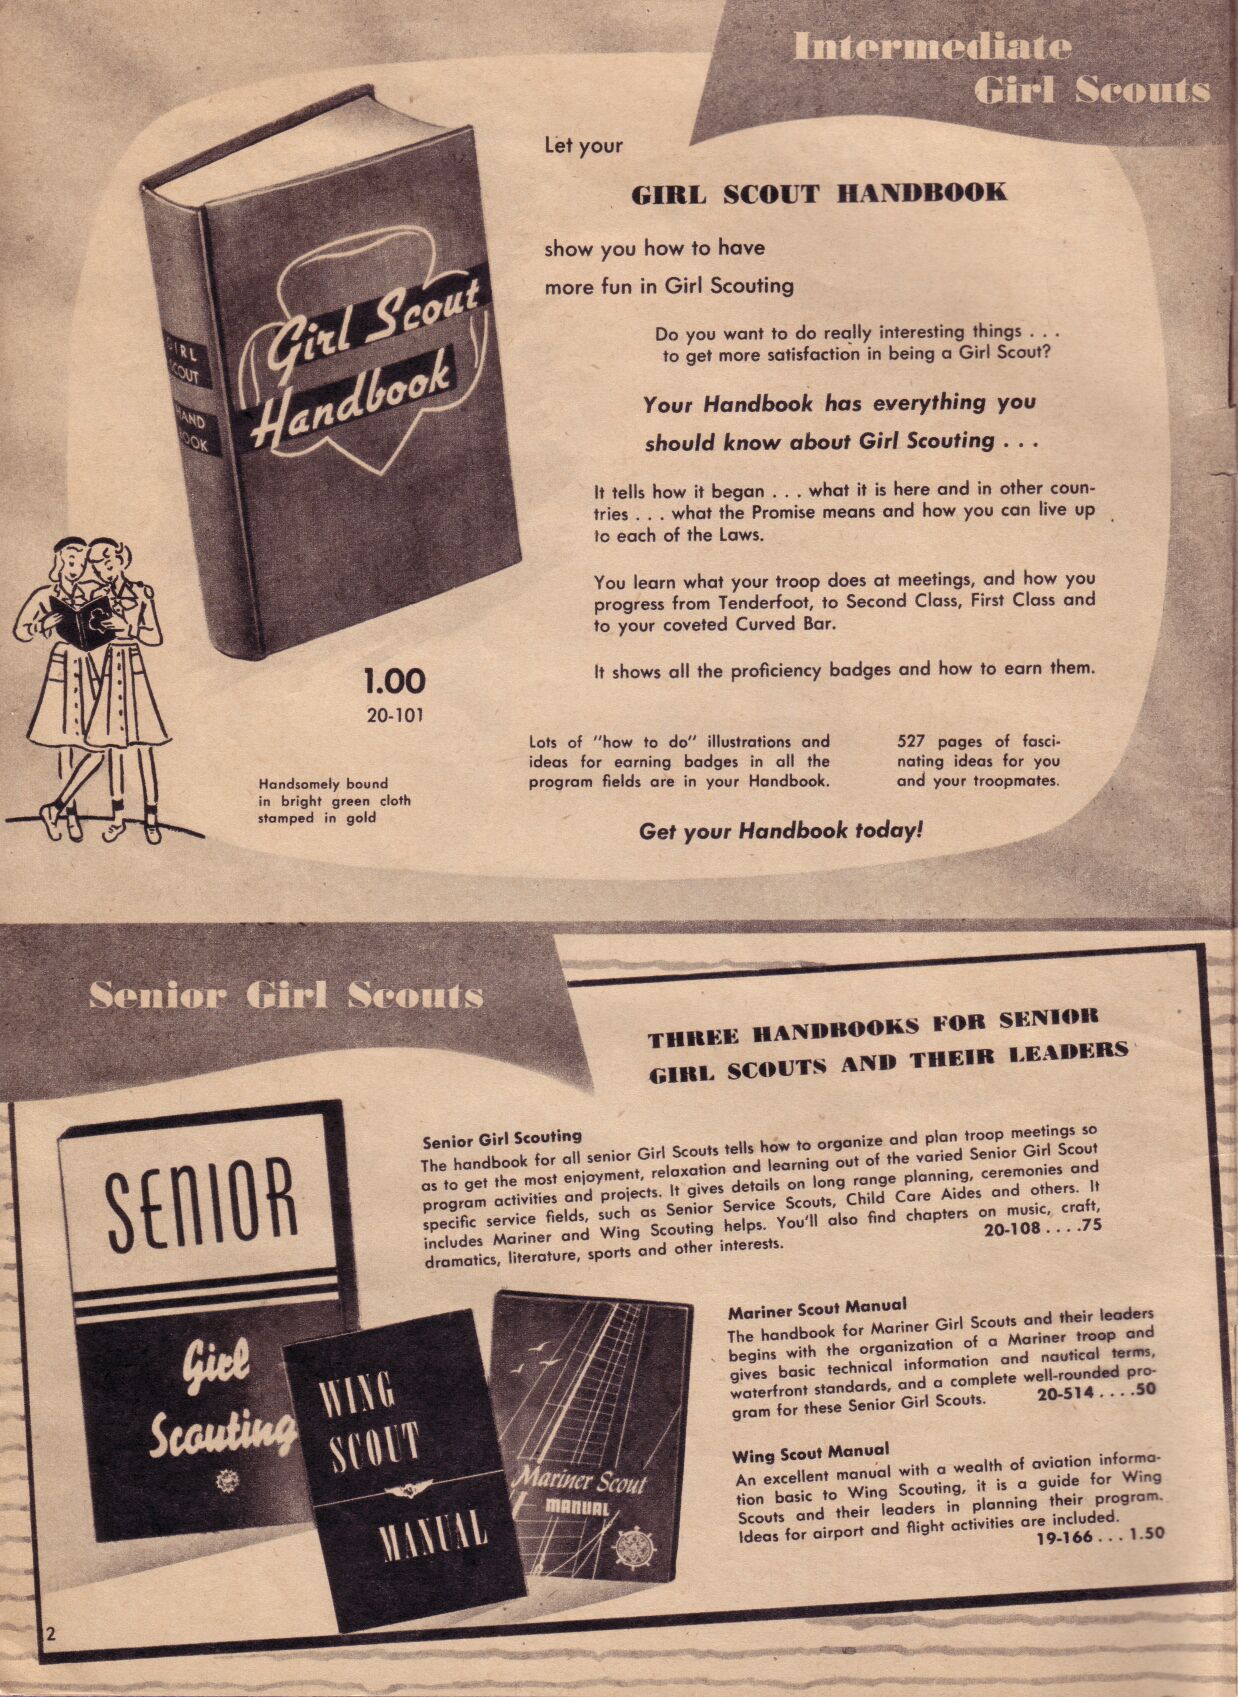 Intermediate
Girl Scouts
Let your
GIRL SCOUT HANDBOOK
show you how to have
more fun in Girl Scouting
Do you want to do really interesting things . . .
to get more satisfaction in being a Girl Scout?
Your Handbook has everything you
should know about Girl Scouting . . .
It tells how it began . . . what it is here and in other coun-
tries . . . what the Promise means and how you can live up
to each of the Laws.
You learn what your troop does at meetings, and how you
progress from Tenderfoot, to Second Class, First Class and
to your coveted Curved Bar.
It shows all the proficiency badges and how to earn them.
Lots of "how to do" illustrations and
ideas for earning badges in all the
program fields are in your Handbook.
527 pages of fasci-
nating ideas for you
and your troopmates.
Get your Handbook today!
Girl Scout
Handbook
GIRL
SCOUT
HAND
BOOK
1.00
20-101
Handsomely bound
in bright green cloth
stamped in gold
Senior Girl Scouts
THREE HANDBOOKS FOR SENIOR
GIRL SCOUTS AND THEIR LEADERS
Senior Girl Scouting
The handbook for all senior Girl Scouts tells how to organize and plan troop meetings so
as to get the most enjoyment, relaxation and learning out of the varied Senior Girl Scout
program activities and projects. It gives details on long range planning, ceremonies and
specific service fields, such as Senior Service Scouts, Child Care Aides and others. It
includes Mariner and Wing Scouting helps. You'll also find chapters on music, craft,
dramatics, literature, sports and other interests. 20-108 . . . .75
Mariner Scout Manual
The handbook for Mariner Girl Scouts and their leaders
begins with the organization of a Mariner troop and
gives basic technical information and nautical terms,
waterfront standards, and a complete well-rounded pro-
gram for these Senior Girl Scouts. 20-514 . . . .50
Wing Scout Manual
An excellent manual with a wealth of aviation informa-
tion basic to Wing Scouting, it is a guide for Wing
Scouts and their leaders in planning their program.
Ideas for airport and flight activities are included.
19-166 . . . 1.50
SENIOR
Girl
Scouting
WING
SCOUT
MANUAL
Mariner Scout
MANUAL
2